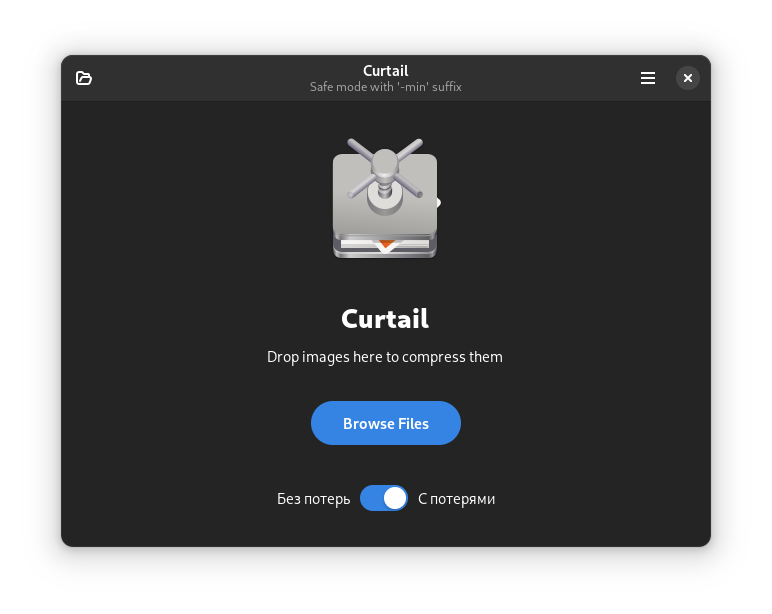 Curtail
Safe mode with '-min' suffix
Curtail
Drop images here to compress them
Browse Files
Без потерь
С потерями